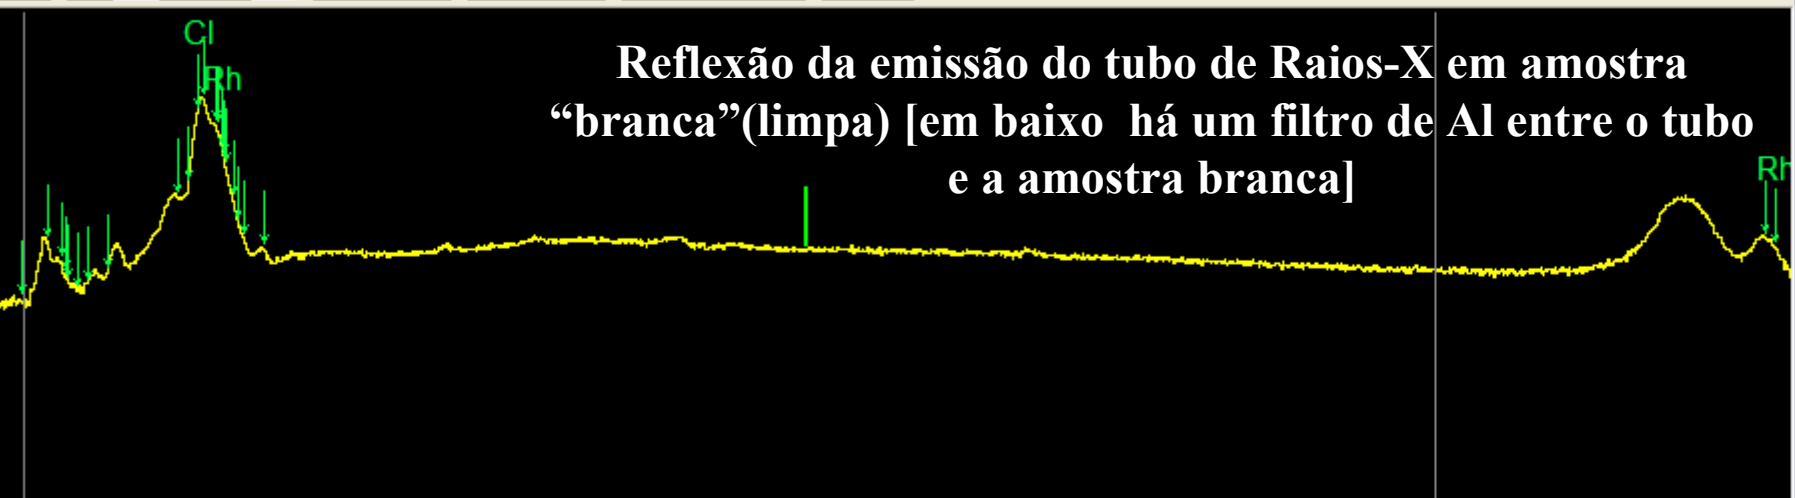 Cl
Rh
Reflexão da emissão do tubo de Raios-X em amostra
“branca”(limpa) [em baixo  há um filtro de Al entre o tubo
e a amostra branca]
Rh